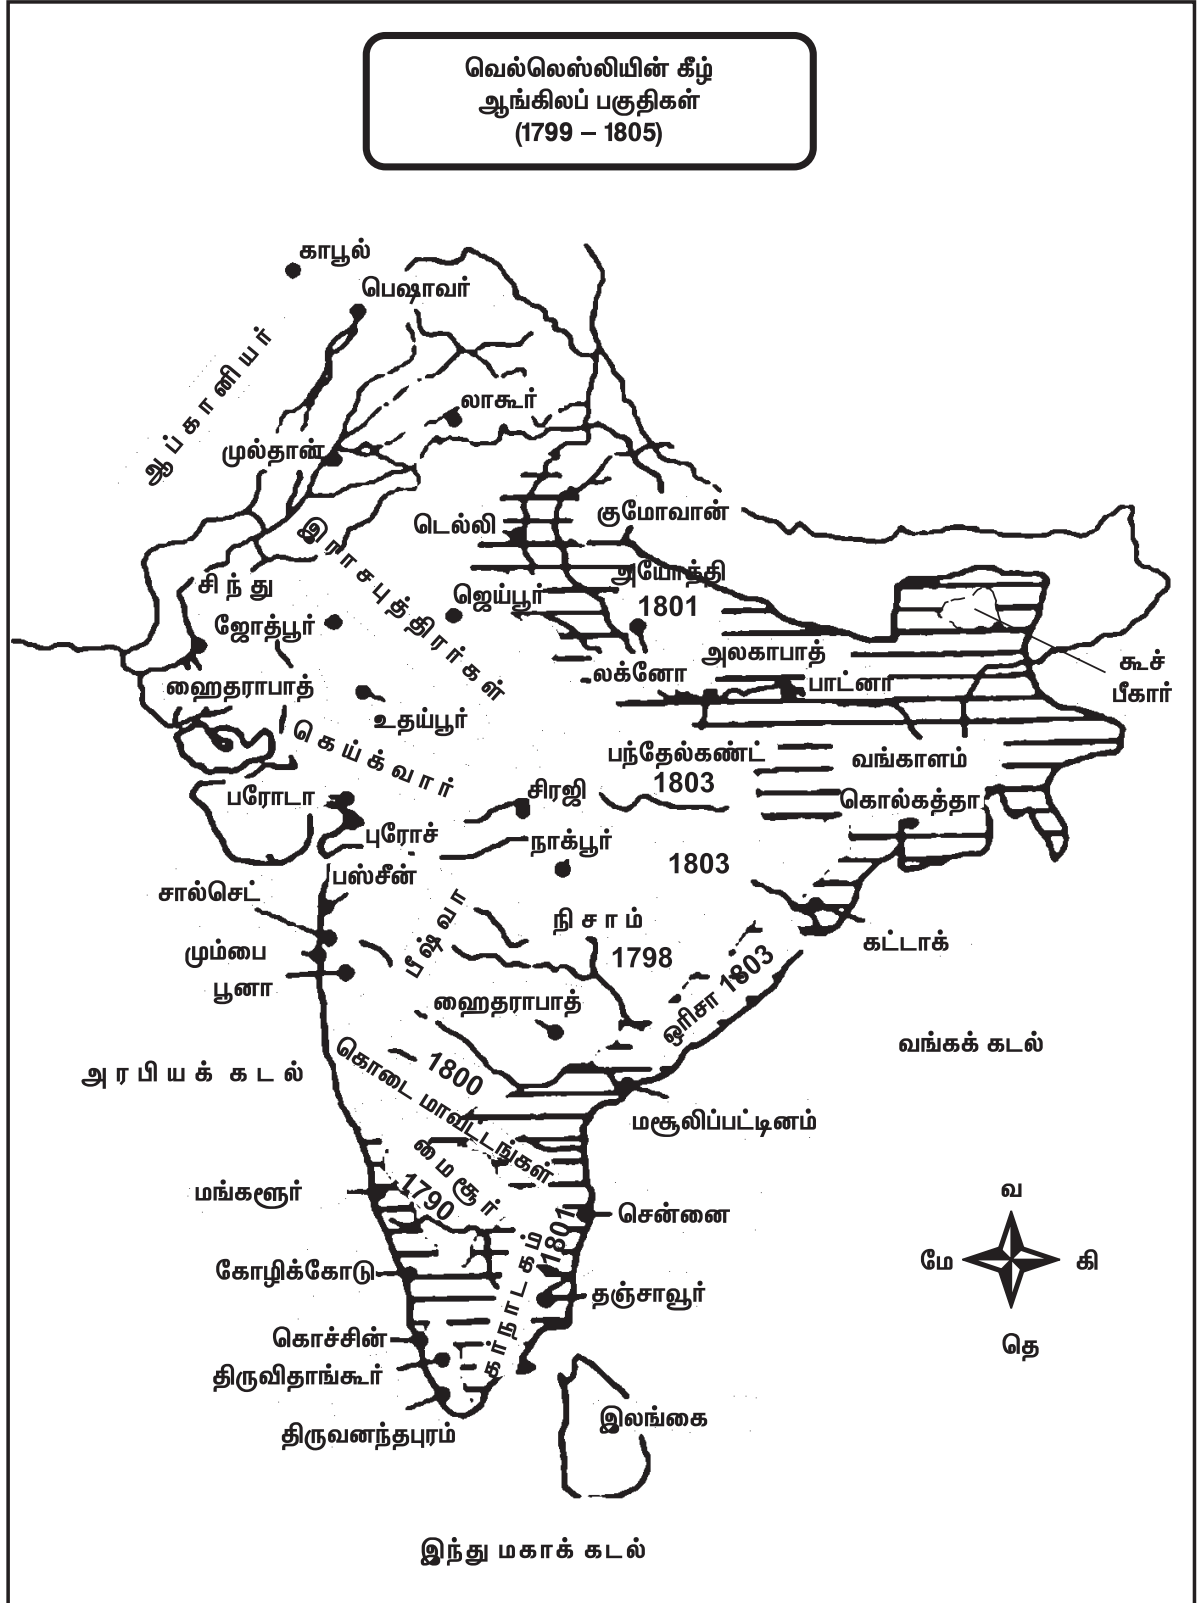 வெல்லெஸ்லியின் கீழ்
ஆங்கிலப் பகுதிகள்
(1799 – 1805)
காபூல்
பெஷாவர்
ஆப்கானியர்
லாகூர்
முல்தான்
குமோவான்
டெல்லி
இராசபுத்திரர்கள்
அயோத்தி
1801
சிந்து
ஜெய்பூர்
ஜோத்பூர்
அலகாபாத்
கூச்
பீகார்
லக்னோ
பாட்னா
ஹைதராபாத்
உதய்பூர்
கெய்க்வார்
பந்தேல்கண்ட்
1803
வங்காளம்
பரோடா
சிரஜி
கொல்கத்தா
புரோச்
நாக்பூர்
1803
பஸ்சீன்
சால்செட்
பீஷ்வா
நிசாம்
1798
கட்டாக்
மும்பை
பூனா
ஹைதராபாத்
ஒரிசா 1803
வங்கக் கடல்
அரபியக் கடல்
1800
கொடை மாவட்டங்கள்
மசூலிப்பட்டினம்
மைசூர்
1790
மங்களூர்
சென்னை
வ
மே
கி
தெ
1801
கர்நாடகம்
கோழிக்கோடு
தஞ்சாவூர்
கொச்சின்
திருவிதாங்கூர்
இலங்கை
திருவனந்தபுரம்
இந்து மகாக் கடல்